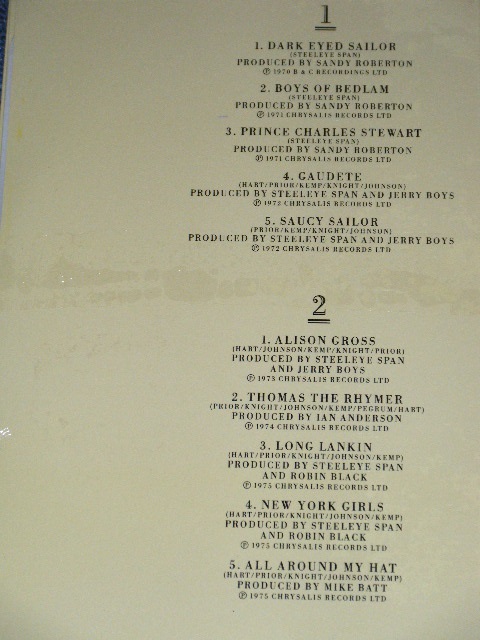 1
1. DARK EYED SAILOR
(STEELEYE SPAN)
PRODUCED BY SANDY ROBERTON
℗ 1970 B & C RECORDINGS LTD
2. BOYS OF BEDLAM
(STEELEYE SPAN)
PRODUCED BY SANDY ROBERTON
℗ 1971 CHRYSALIS RECORDS LTD
3. PRINCE CHARLES STEWART
(STEELEYE SPAN)
PRODUCED BY SANDY ROBERTON
℗ 1971 CHRYSALIS RECORDS LTD
4. GAUDETE
(HART/PRIOR/KEMP/KNIGHT/JOHNSON)
PRODUCED BY STEELEYE SPAN AND JERRY BOYS
℗ 1972 CHRYSALIS RECORDS LTD
5. SAUCY SAILOR
(PRIOR/KEMP/KNIGHT/JOHNSON)
PRODUCED BY STEELEYE SPAN AND JERRY BOYS
℗ 1972 CHRYSALIS RECORDS LTD
2
1. ALISON GROSS
(HART/JOHNSON/KEMP/KNIGHT/PRIOR)
PRODUCED BY STEELEYE SPAN
AND JERRY BOYS
℗ 1973 CHRYSALIS RECORDS LTD
2. THOMAS THE RHYMER
(PRIOR/KNIGHT/JOHNSON/KEMP/PEGRUM/HART)
PRODUCED BY IAN ANDERSON
℗ 1974 CHRYSALIS RECORDS LTD
3. LONG LANKIN
(HART/PRIOR/KNIGHT/JOHNSON/KEMP)
PRODUCED BY STEELEYE SPAN
AND ROBIN BLACK
℗ 1975 CHRYSALIS RECORDS LTD
4. NEW YORK GIRLS
(HART/PRIOR/KNIGHT/JOHNSON/KEMP)
PRODUCED BY STEELEYE SPAN
AND ROBIN BLACK
℗ 1975 CHRYSALIS RECORDS LTD
5. ALL AROUND MY HAT
(HART/PRIOR/KNIGHT/JOHNSON/KEMP)
PRODUCED BY MIKE BATT
℗ 1975 CHRYSALIS RECORDS LTD